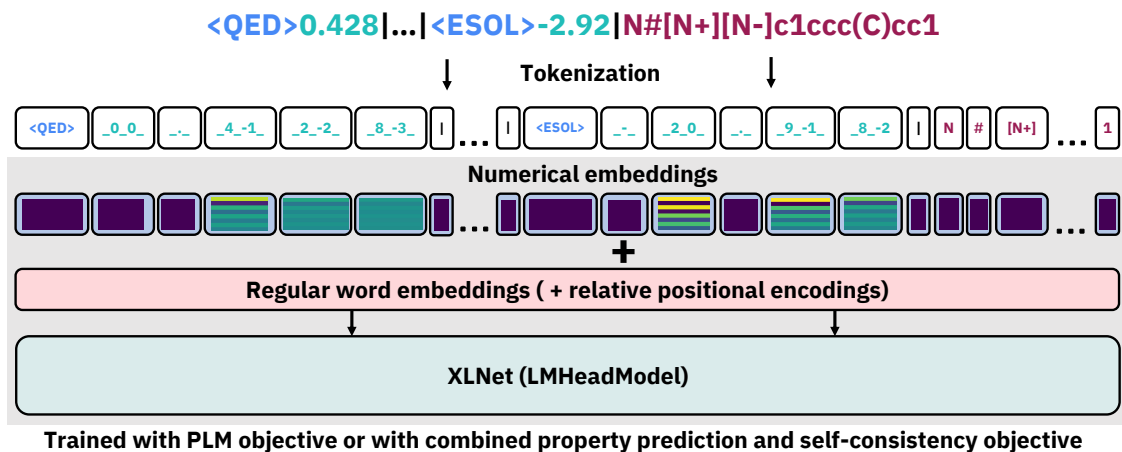 <QED>0.428|...|<ESOL>-2.92|N#[N+][N-]c1ccc(C)cc1
Tokenization
<QED> _0_0_ _._ _4_-1_ _2_-2_ _8_-3_ | ... | <ESOL> _-_ _2_0_ _._ _9_-1_ _8_-2 | N # [N+] ... 1
Numerical embeddings
... ...
+
Regular word embeddings ( + relative positional encodings)
XLNet (LMHeadModel)
Trained with PLM objective or with combined property prediction and self-consistency objective